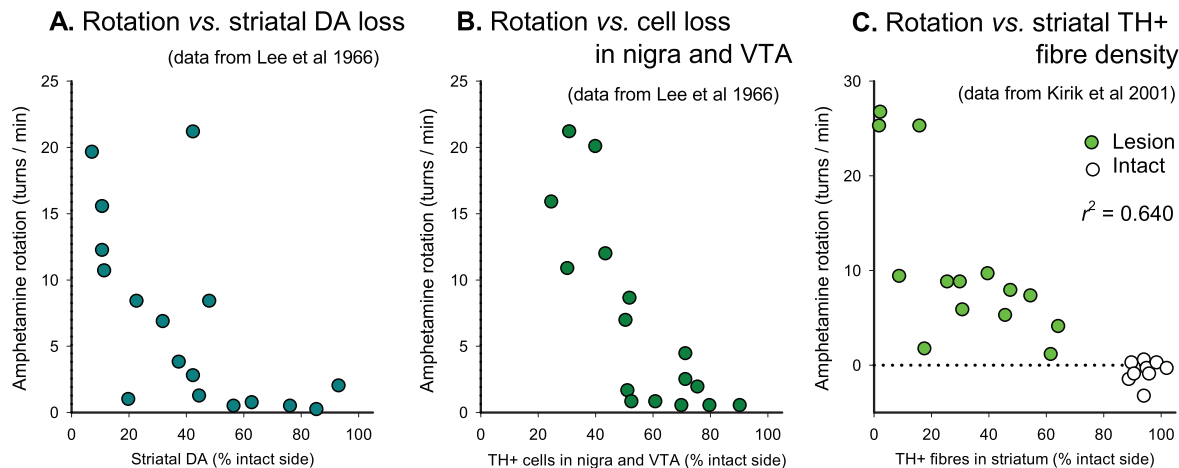 A. Rotation vs. striatal DA loss
(data from Lee et al 1966)
25
20
15
10
5
0
Amphetamine rotation (turns / min)
0 20 40 60 80 100
Striatal DA (% intact side)
B. Rotation vs. cell loss
in nigra and VTA
(data from Lee et al 1966)
25
20
15
10
5
0
Amphetamine rotation (turns / min)
0 20 40 60 80 100
TH+ cells in nigra and VTA (% intact side)
C. Rotation vs. striatal TH+
fibre density
(data from Kirik et al 2001)
Lesion
Intact
r² = 0.640
30
20
10
0
Amphetamine rotation (turns / min)
0 20 40 60 80 100
TH+ fibres in striatum (% intact side)